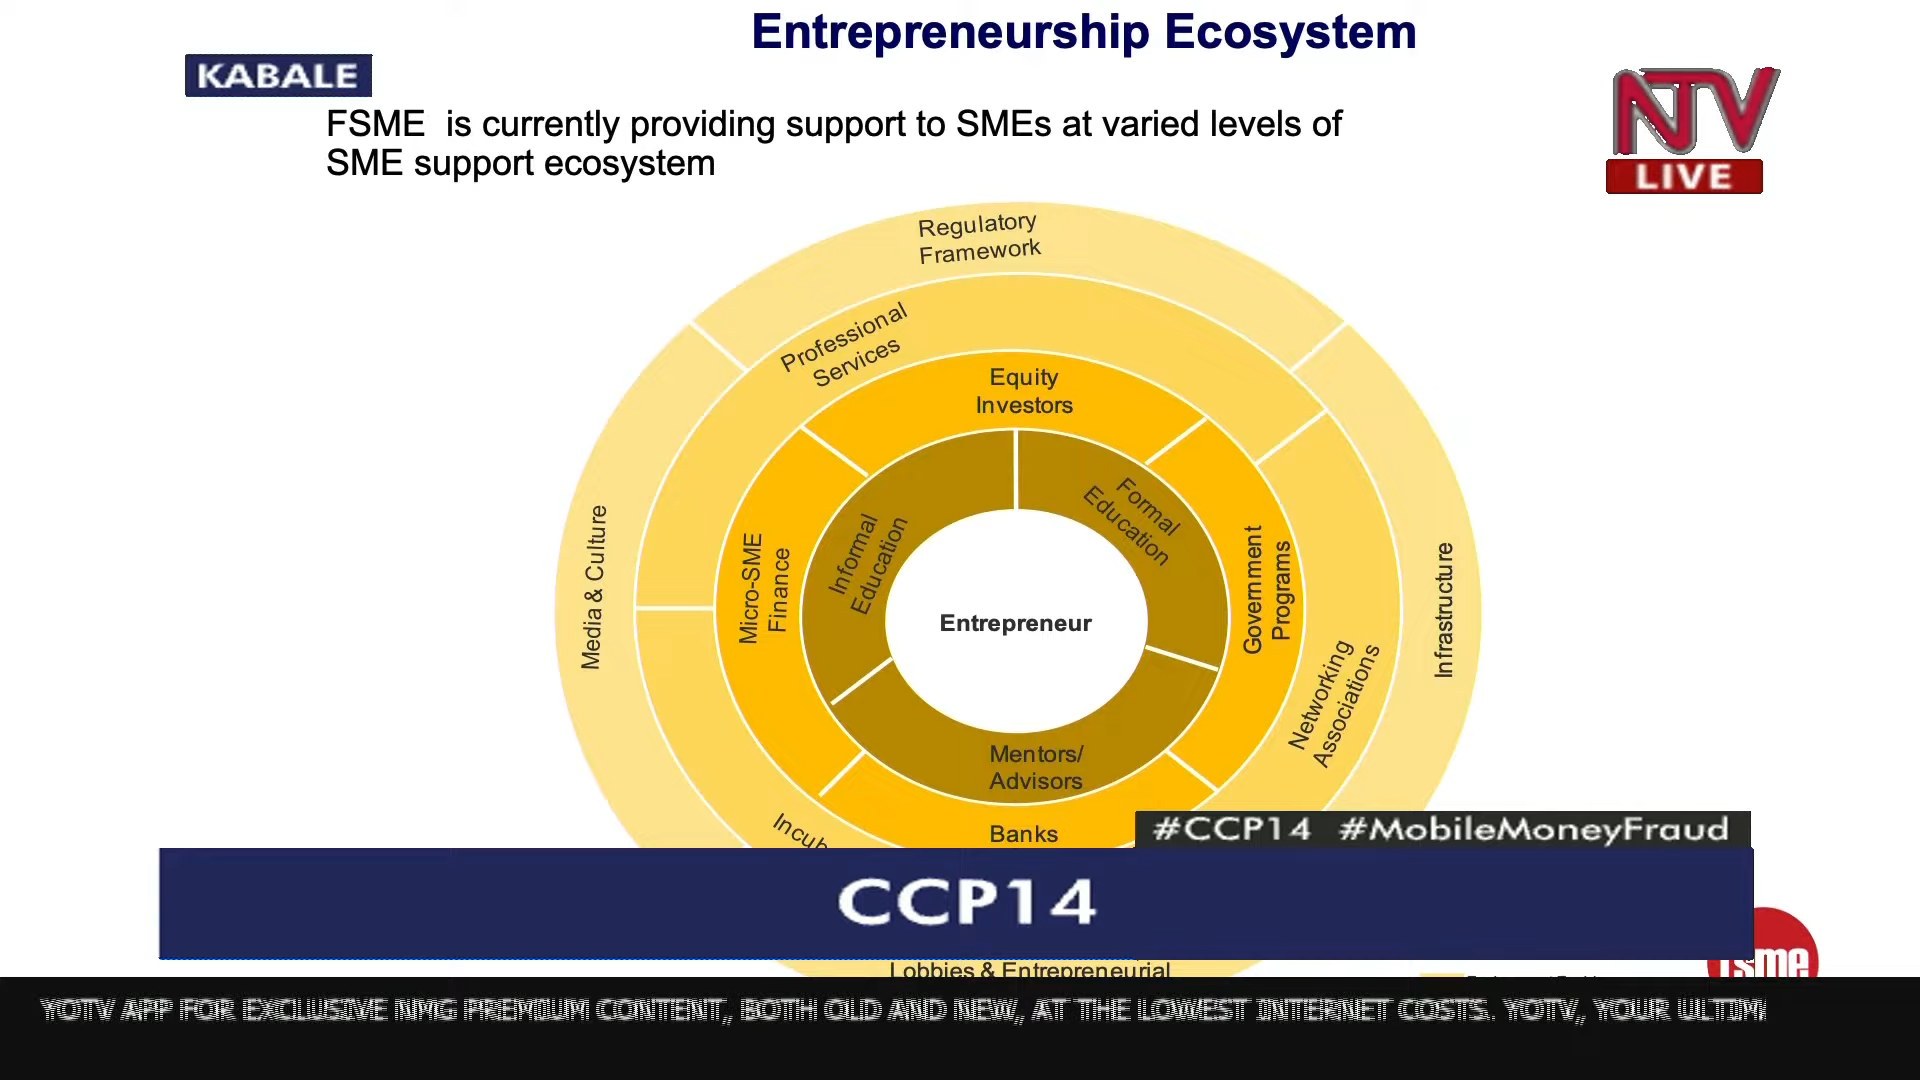 Entrepreneurship Ecosystem
KABALE
NTV
LIVE
FSME is currently providing support to SMEs at varied levels of
SME support ecosystem
Regulatory
Framework
Professional
Services
Equity
Investors
Formal
Education
Informal
Education
Media & Culture
Micro-SME
Finance
Entrepreneur
Government
Programs
Infrastructure
Networking
Associations
Mentors/
Advisors
Banks
#CCP14 #MobileMoneyFraud
CCP14
fsme
Lobbies & Entrepreneurial
YOTV APP FOR EXCLUSIVE NMG PREMIUM CONTENT,, BOTH OLD AND NEW,, AT THE LOWEST INTERNET COSTS. YOTV,, YOUR